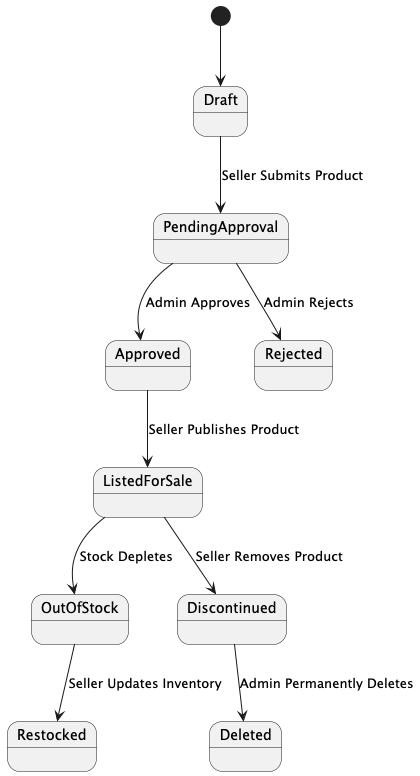 Draft
Seller Submits Product
PendingApproval
Admin Approves
Admin Rejects
Approved
Rejected
Seller Publishes Product
ListedForSale
Stock Depletes
Seller Removes Product
OutOfStock
Discontinued
Seller Updates Inventory
Admin Permanently Deletes
Restocked
Deleted